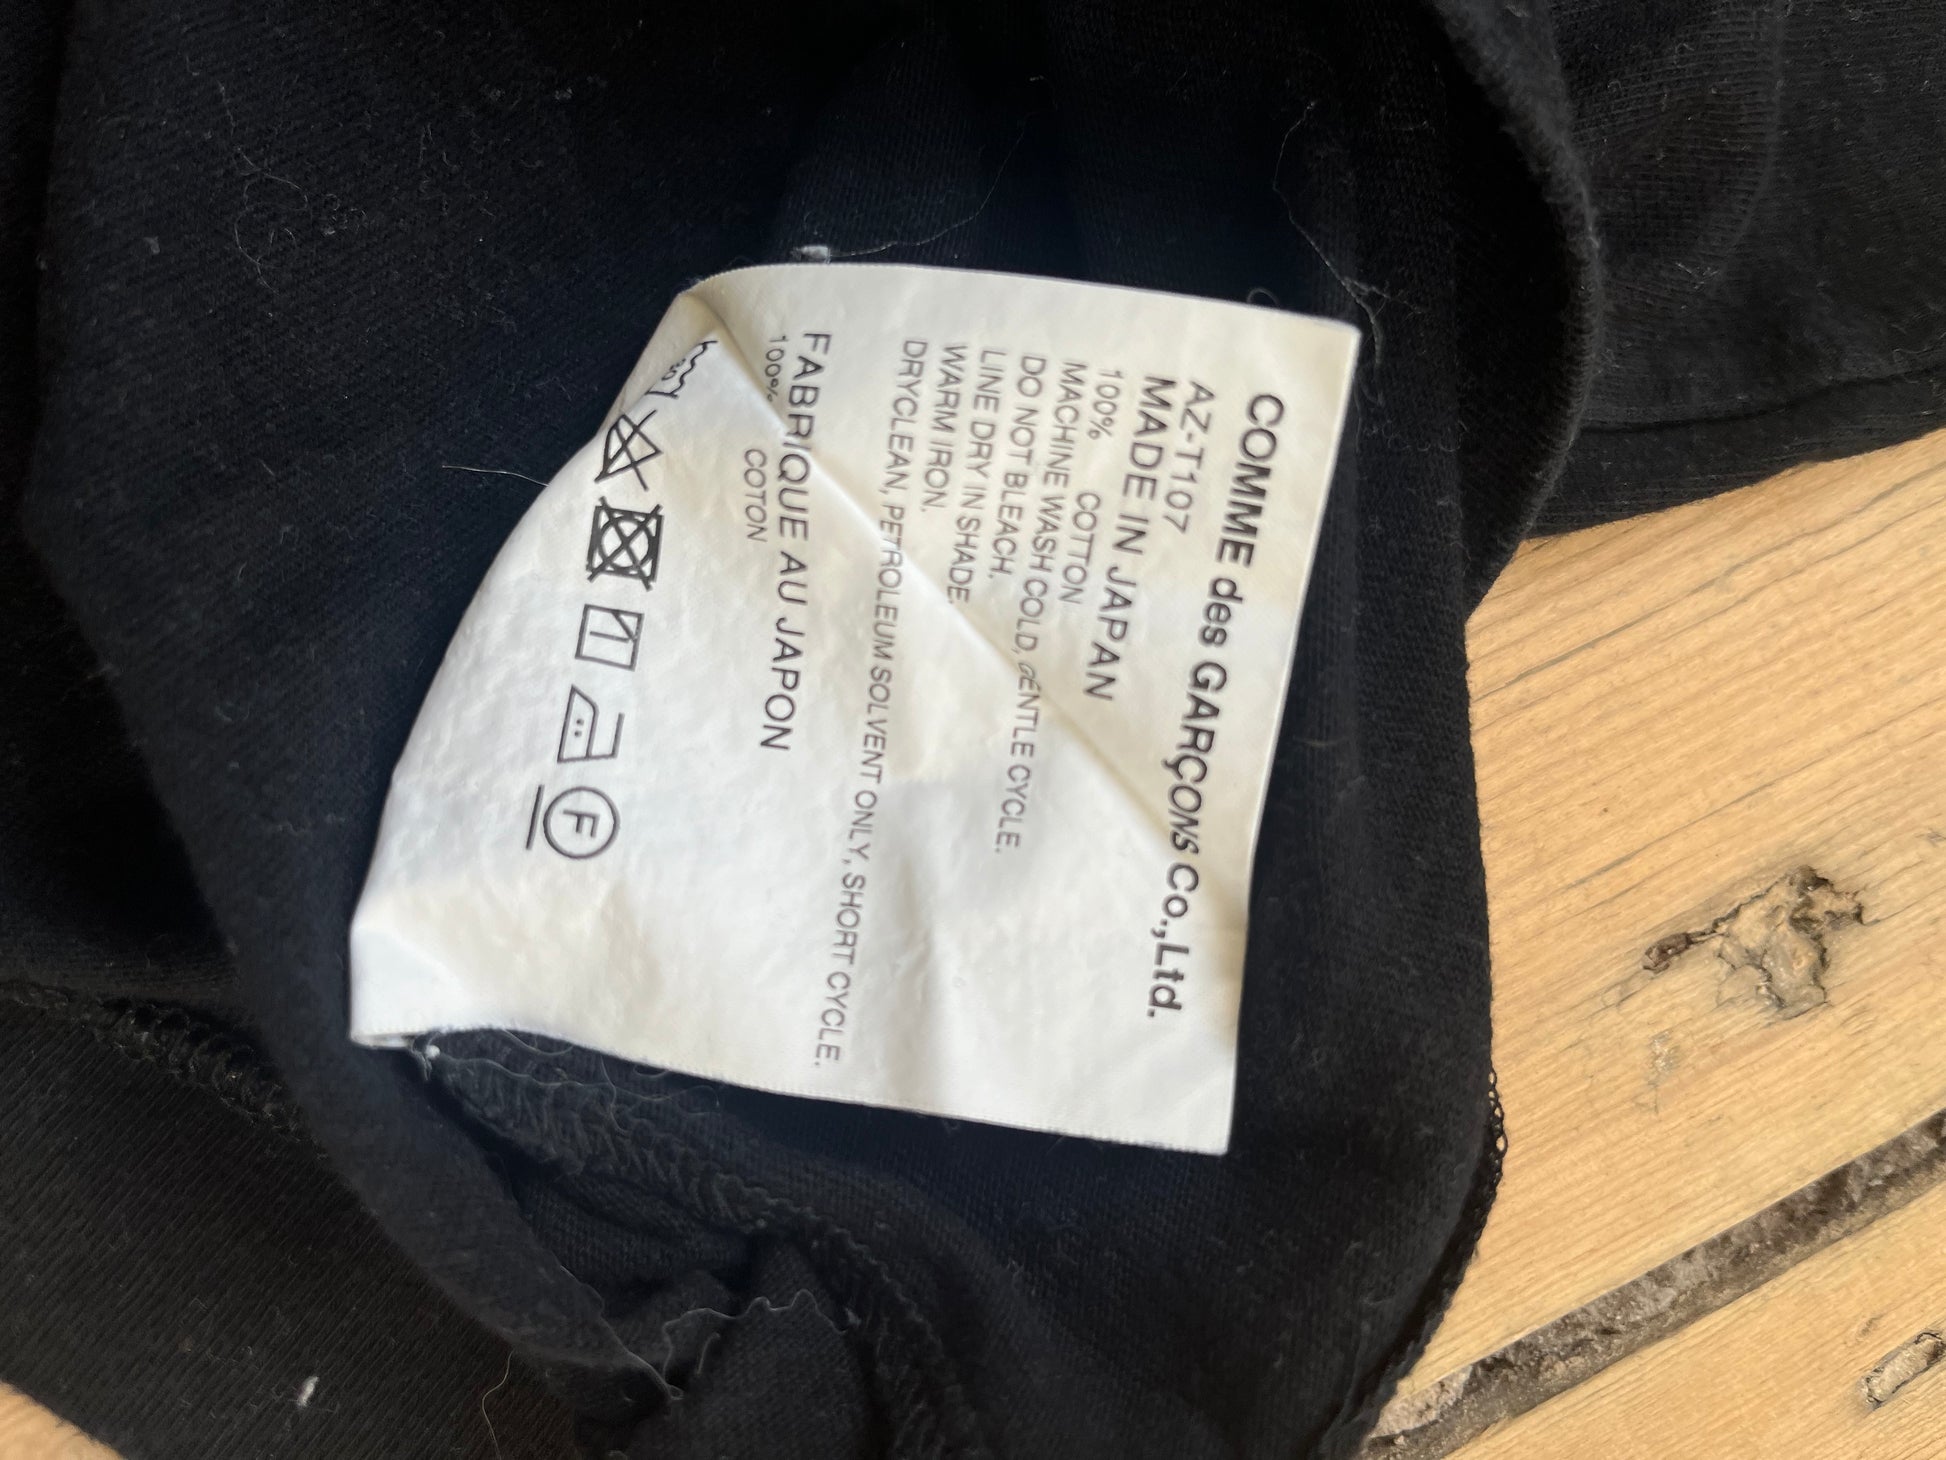 COMME des GARÇONS Co.,Ltd.
AZ-T107
MADE IN JAPAN
100% COTTON
MACHINE WASH COLD, GENTLE CYCLE.
DO NOT BLEACH.
LINE DRY IN SHADE.
WARM IRON.
DRYCLEAN, PETROLEUM SOLVENT ONLY, SHORT CYCLE.
FABRIQUE AU JAPON
100% COTON
F